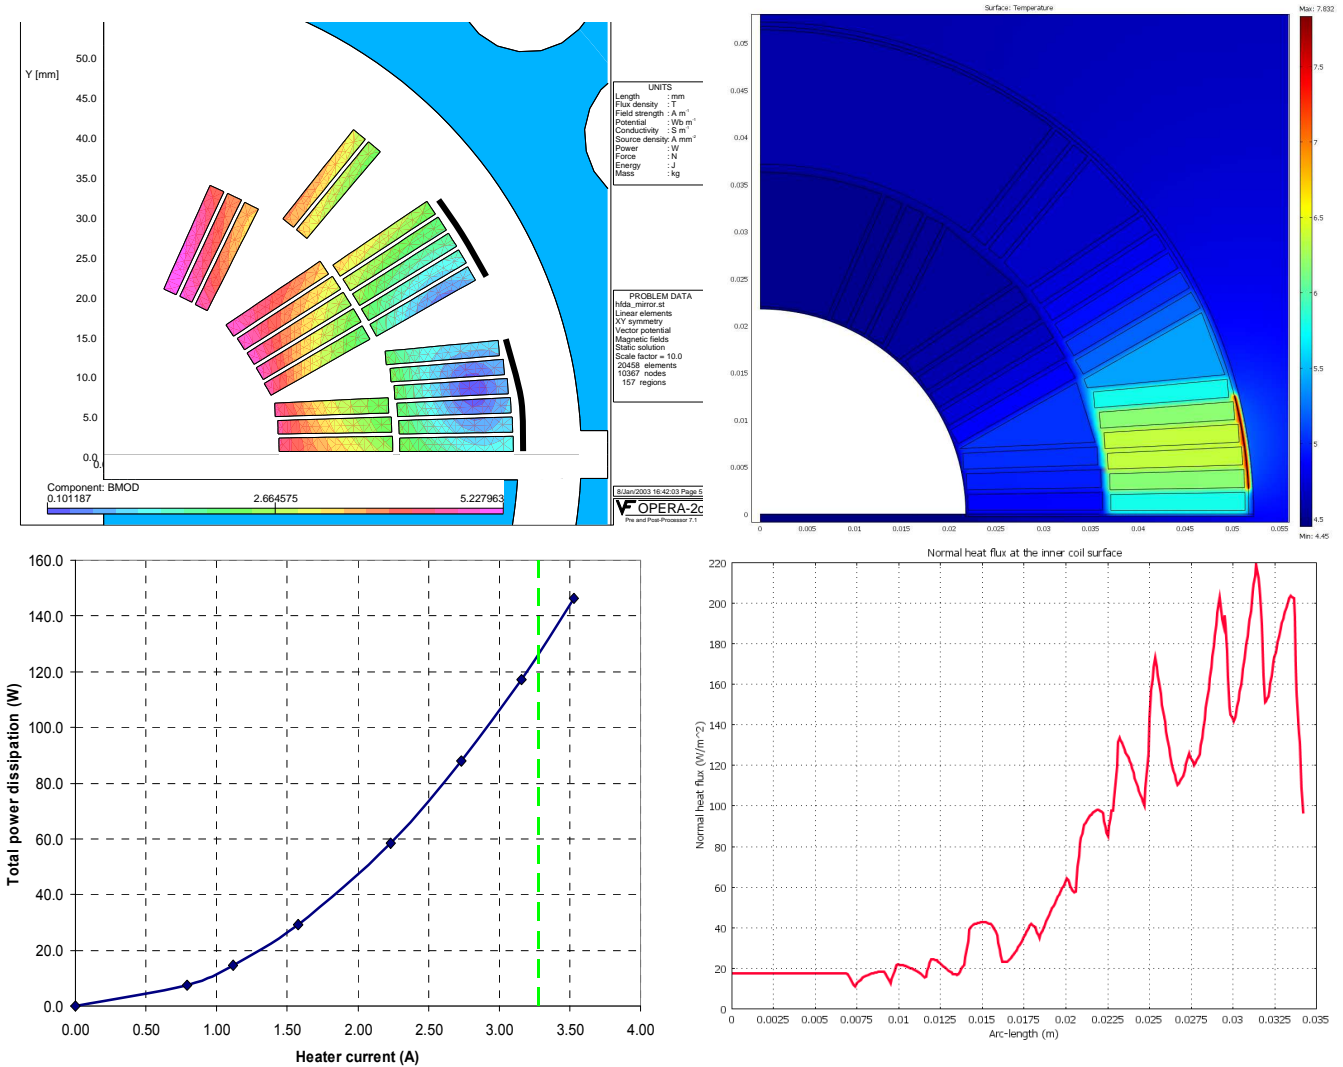 Y [mm]
50.0
45.0
40.0
35.0
30.0
25.0
20.0
15.0
10.0
5.0
0.0
0.
Component: BMOD
0.101187 2.664575 5.227963
UNITS
Length : mm
Flux density : T
Field strength : A m⁻¹
Potential : Wb m⁻¹
Conductivity : S m⁻¹
Source density: A mm⁻²
Power : W
Force : N
Energy : J
Mass : kg
PROBLEM DATA
hfda_mirror.st
Linear elements
XY symmetry
Vector potential
Magnetic fields
Static solution
Scale factor = 10.0
20458 elements
10367 nodes
157 regions
8/Jan/2003 16:42:03 Page 5
VF OPERA-2d
Pre and Post-Processor 7.1
Surface: Temperature
Max: 7.832
0.05
0.045
0.04
0.035
0.03
0.025
0.02
0.015
0.01
0.005
0
0 0.005 0.01 0.015 0.02 0.025 0.03 0.035 0.04 0.045 0.05 0.055
7.5
7
6.5
6
5.5
5
4.5
Min: 4.45
Total power dissipation (W)
160.0
140.0
120.0
100.0
80.0
60.0
40.0
20.0
0.0
0.00 0.50 1.00 1.50 2.00 2.50 3.00 3.50 4.00
Heater current (A)
Normal heat flux at the inner coil surface
Normal heat flux (W/m^2)
220
200
180
160
140
120
100
80
60
40
20
0
0 0.0025 0.005 0.0075 0.01 0.0125 0.015 0.0175 0.02 0.0225 0.025 0.0275 0.03 0.0325 0.035
Arc-length (m)